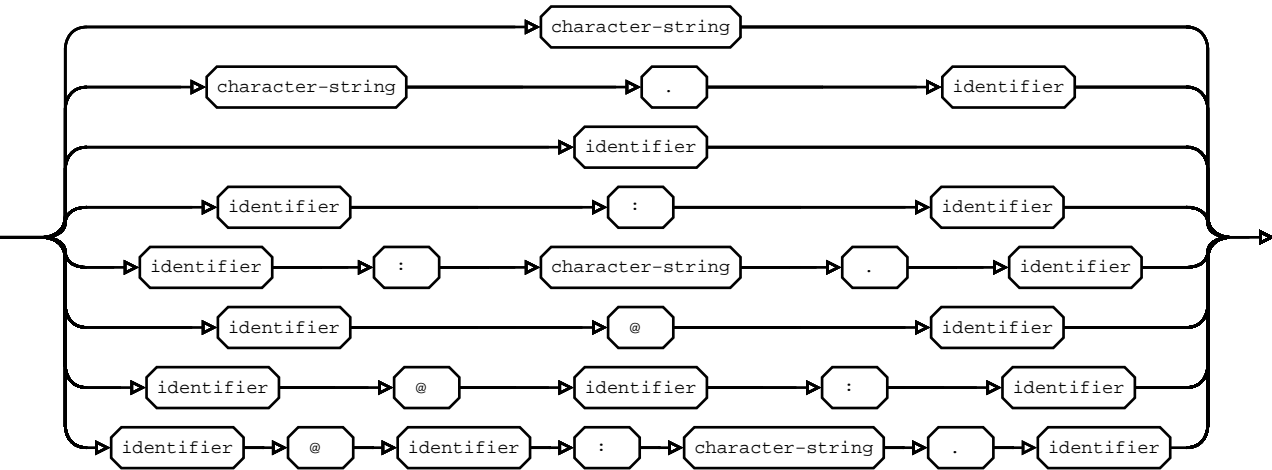 character-string
character-string . identifier
identifier
identifier : identifier
identifier : character-string . identifier
identifier @ identifier
identifier @ identifier : identifier
identifier @ identifier : character-string . identifier